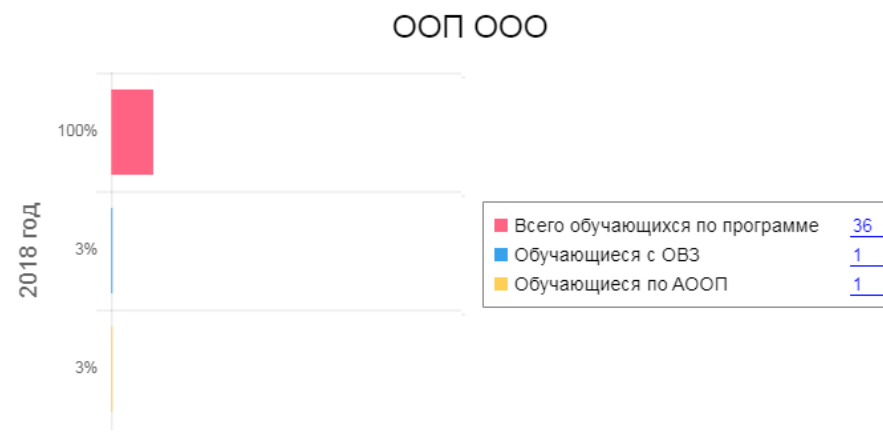 ООП ООО
100%
3%
3%
2018 год
Всего обучающихся по программе 36
Обучающиеся с ОВЗ 1
Обучающиеся по АООП 1